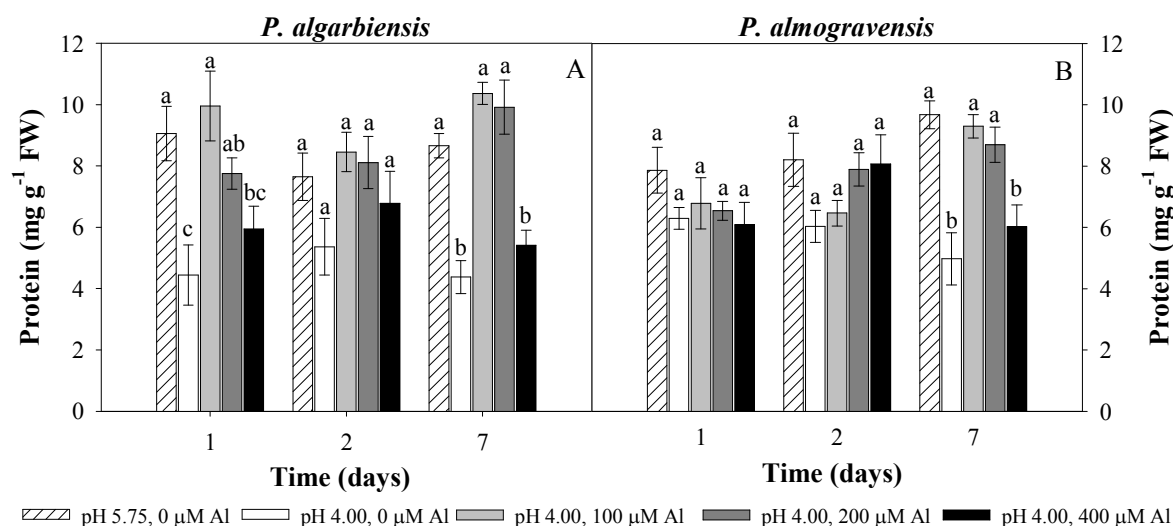 P. algarbiensis
P. almogravensis
12
10
8
6
4
2
0
Protein (mg g⁻¹ FW)
A
a
c
a
ab
bc
a
a
a
a
a
a
b
a
a
b
B
a
a
a
a
a
a
a
a
a
a
a
b
a
a
b
12
10
8
6
4
2
0
Protein (mg g⁻¹ FW)
1 2 7
1 2 7
Time (days)
Time (days)
pH 5.75, 0 μM Al pH 4.00, 0 μM Al pH 4.00, 100 μM Al pH 4.00, 200 μM Al pH 4.00, 400 μM Al